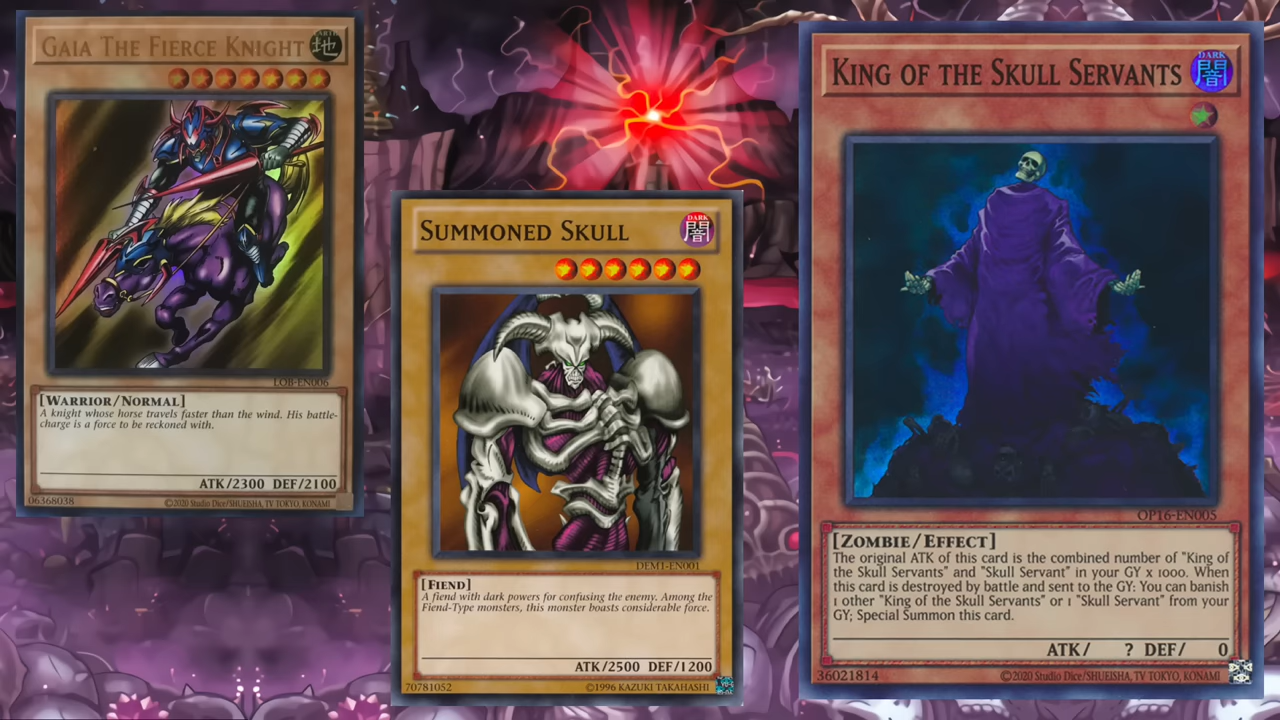 GAIA THE FIERCE KNIGHT
EARTH
地
LOB-EN006
[WARRIOR/NORMAL]
A knight whose horse travels faster than the wind. His battle-
charge is a force to be reckoned with.
ATK/2300 DEF/2100
06368038
©2020 Studio Dice/SHUEISHA, TV TOKYO, KONAMI
SUMMONED SKULL
DARK
闇
DEM1-EN001
[FIEND]
A fiend with dark powers for confusing the enemy. Among the
Fiend-Type monsters, this monster boasts considerable force.
ATK/2500 DEF/1200
70781052
©1996 KAZUKI TAKAHASHI
KING OF THE SKULL SERVANTS
DARK
闇
OP16-EN005
[ZOMBIE/EFFECT]
The original ATK of this card is the combined number of "King of
the Skull Servants" and "Skull Servant" in your GY x 1000. When
this card is destroyed by battle and sent to the GY: You can banish
1 other "King of the Skull Servants" or 1 "Skull Servant" from your
GY; Special Summon this card.
ATK/ ? DEF/ 0
36021814
©2020 Studio Dice/SHUEISHA, TV TOKYO, KONAMI